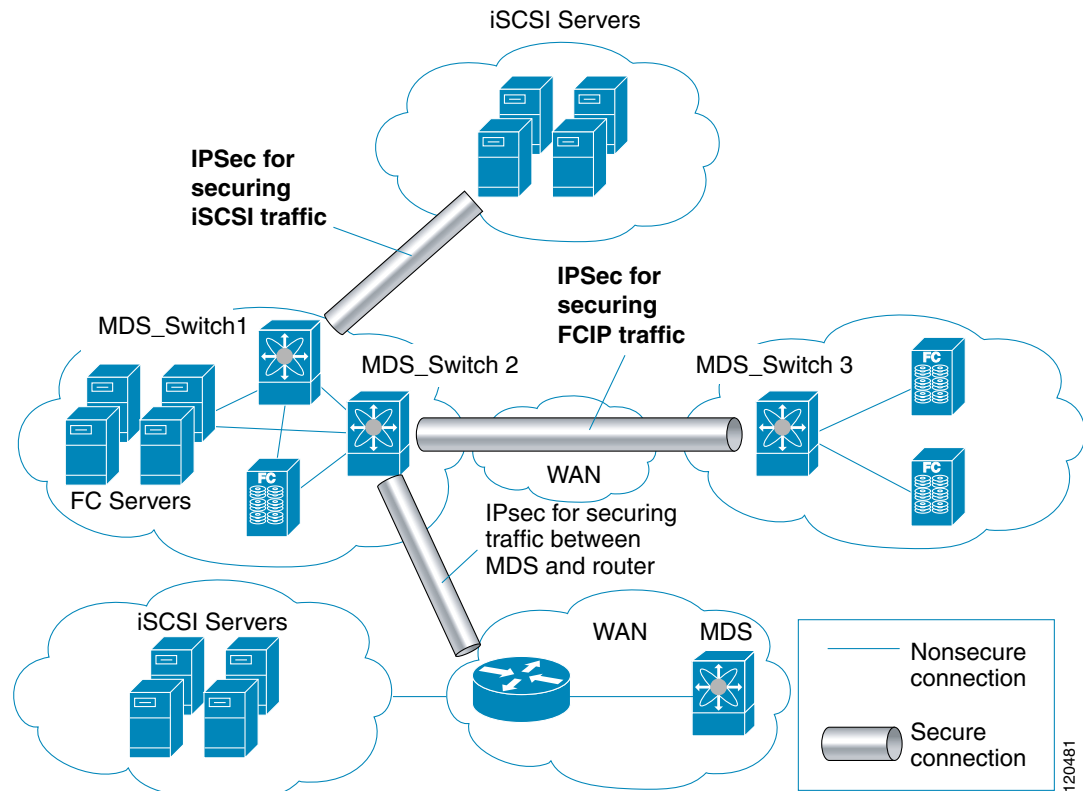 iSCSI Servers
IPSec for
securing
iSCSI traffic
IPSec for
securing
FCIP traffic
MDS_Switch1
MDS_Switch 2
MDS_Switch 3
FC
FC
FC
FC Servers
WAN
IPsec for securing
traffic between
MDS and router
iSCSI Servers
WAN
MDS
Nonsecure
connection
Secure
connection
120481